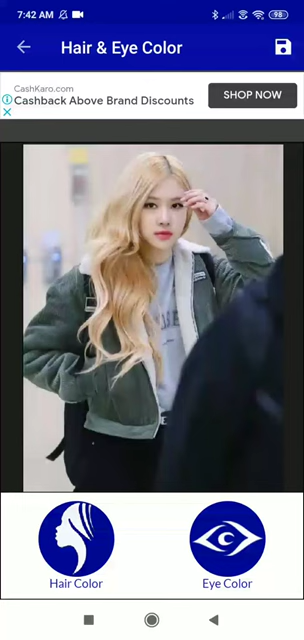 7:42 AM
98
Hair & Eye Color
CashKaro.com
Cashback Above Brand Discounts
SHOP NOW
Hair Color
Eye Color